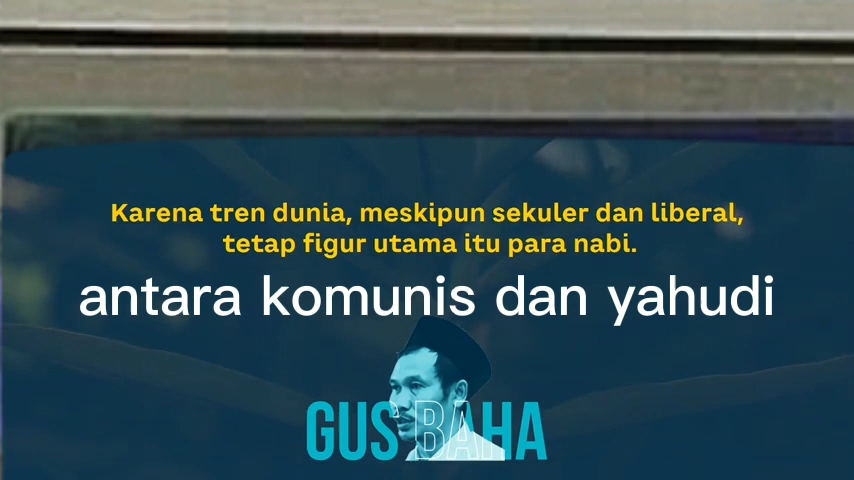 Karena tren dunia, meskipun sekuler dan liberal,
tetap figur utama itu para nabi.
antara komunis dan yahudi
GUS BAHA